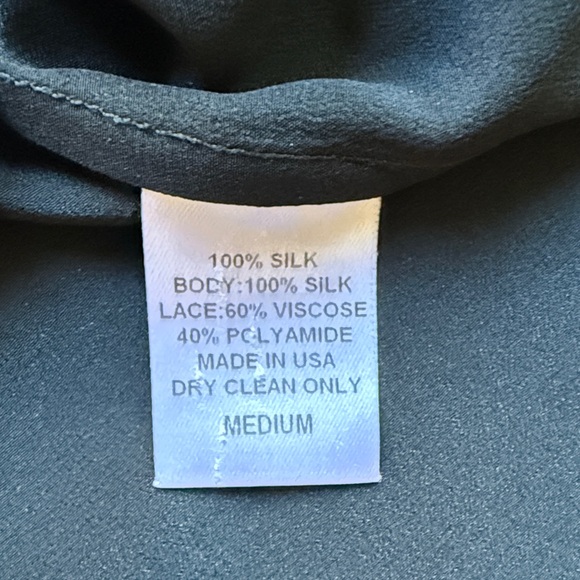 100% SILK
BODY:100% SILK
LACE:60% VISCOSE
40% POLYAMIDE
MADE IN USA
DRY CLEAN ONLY
MEDIUM